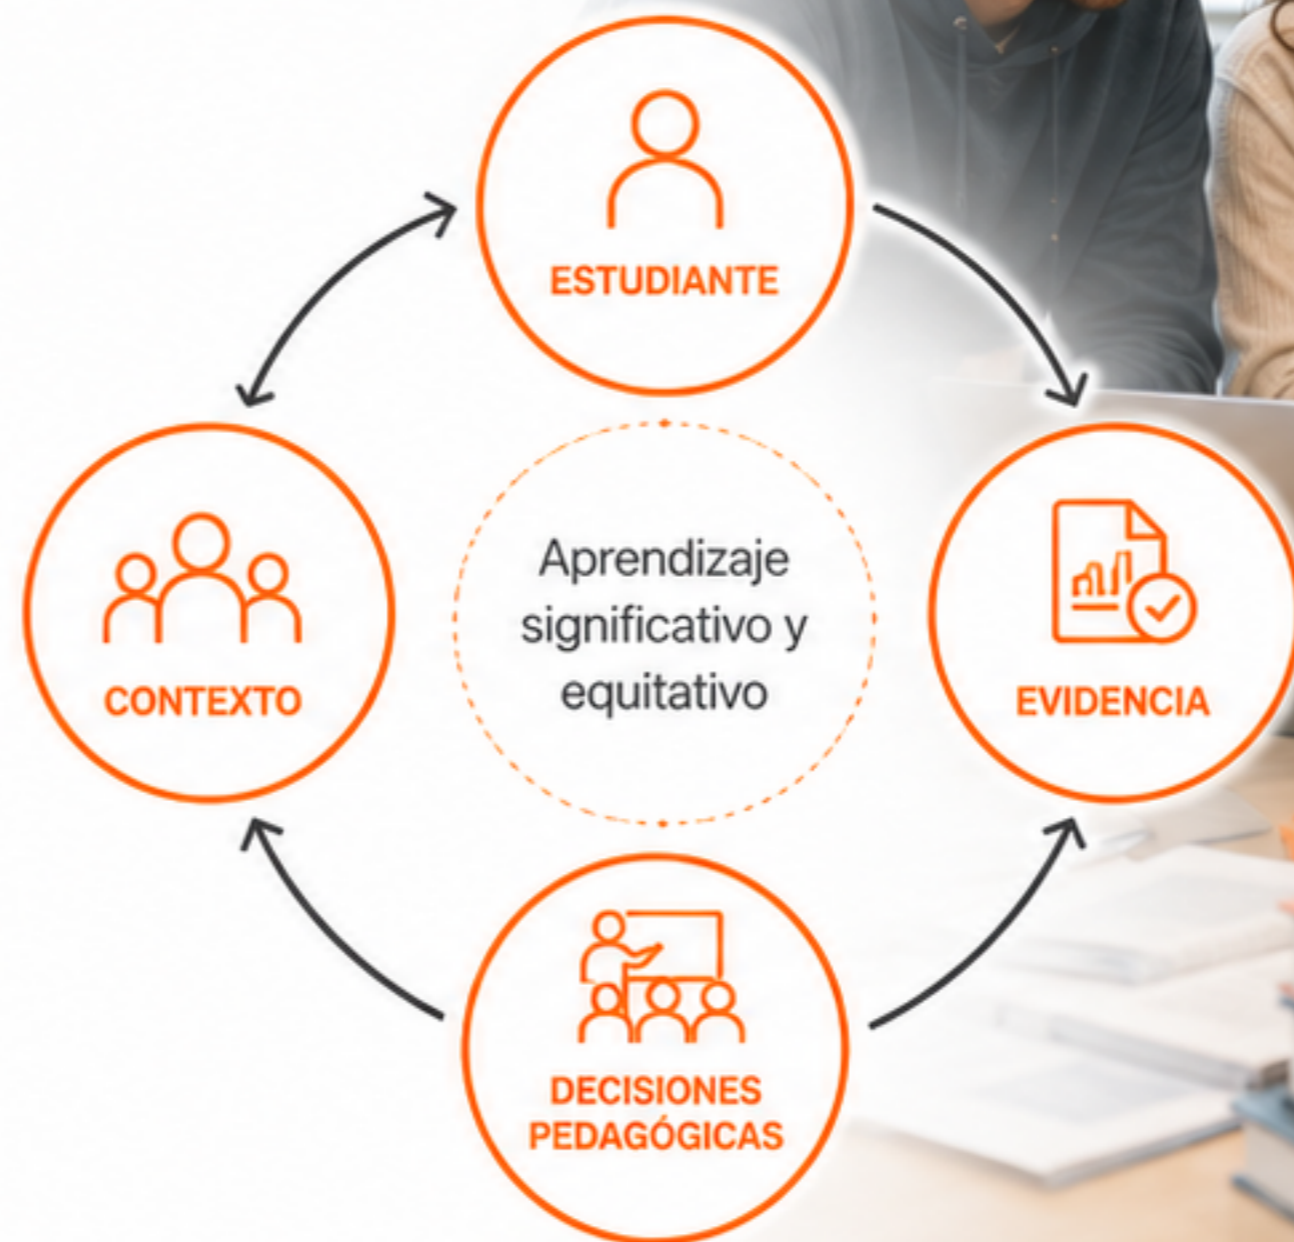 ESTUDIANTE
CONTEXTO
Aprendizaje
significativo y
equitativo
EVIDENCIA
DECISIONES
PEDAGÓGICAS